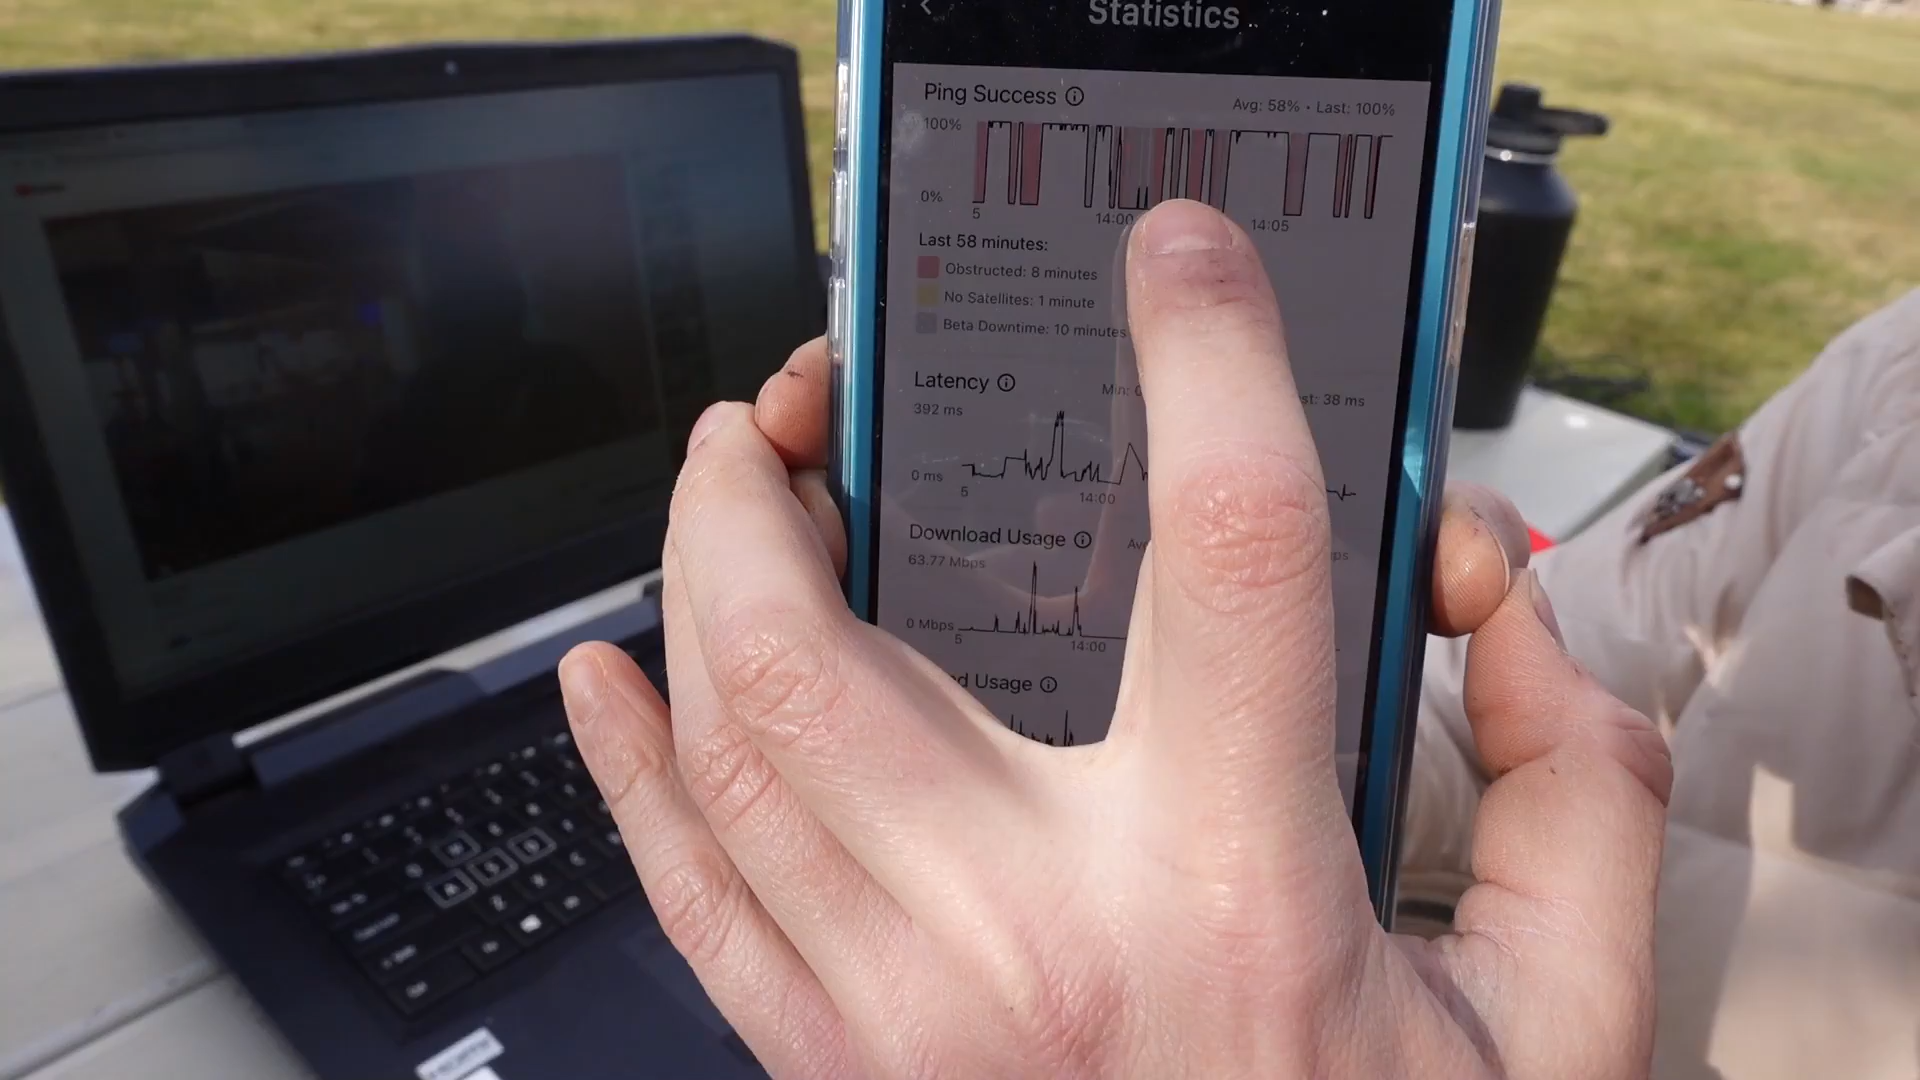 Statistics
Ping Success
Avg: 58% • Last: 100%
100%
0%
5
14:00
14:05
Last 58 minutes:
Obstructed: 8 minutes
No Satellites: 1 minute
Beta Downtime: 10 minutes
Latency
Min:
38 ms
392 ms
0 ms
5
14:00
Download Usage
63.77 Mbps
0 Mbps
5
14:00
Usage